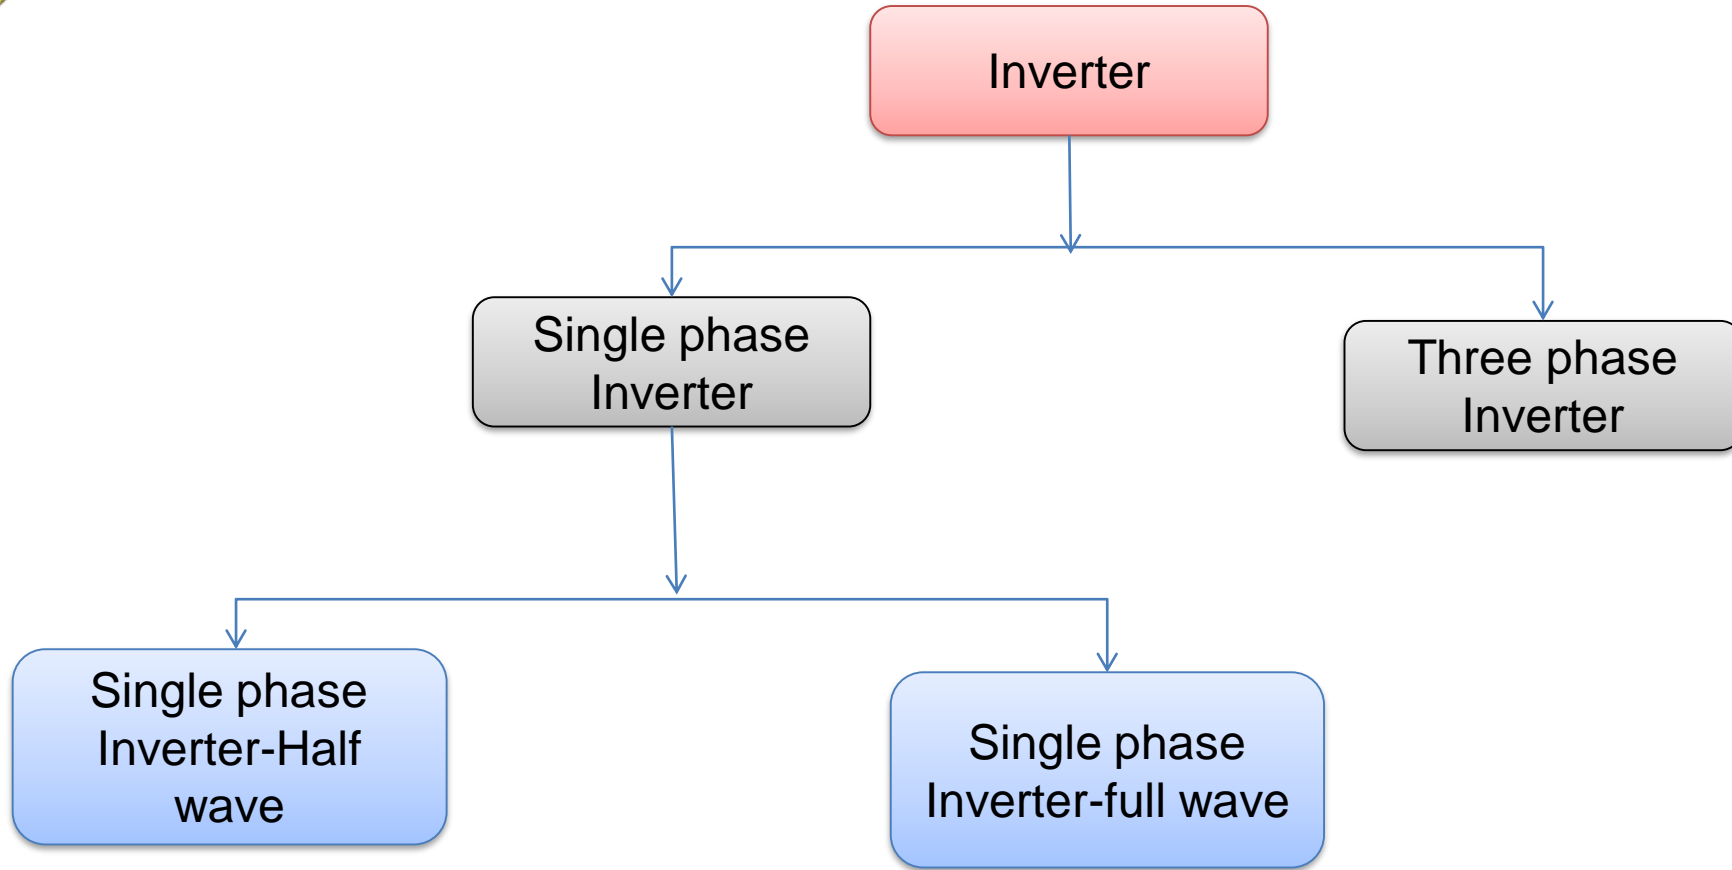 Inverter
Single phase
Inverter
Three phase
Inverter
Single phase
Inverter-Half
wave
Single phase
Inverter-full wave